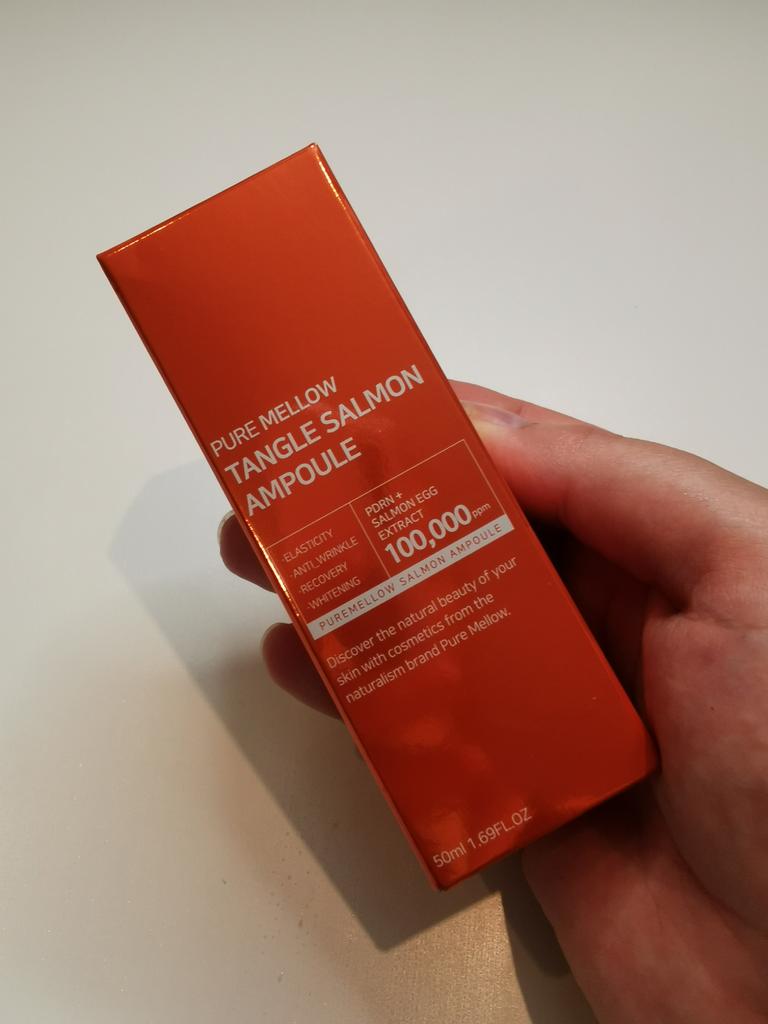 PURE MELLOW
TANGLE SALMON
AMPOULE
-ELASTICITY
-ANTI_WRINKLE
-RECOVERY
-WHITENING
PDRN +
SALMON EGG
EXTRACT
100,000ppm
PUREMELLOW SALMON AMPOULE
Discover the natural beauty of your
skin with cosmetics from the
naturalism brand Pure Mellow.
50ml 1.69FL.OZ